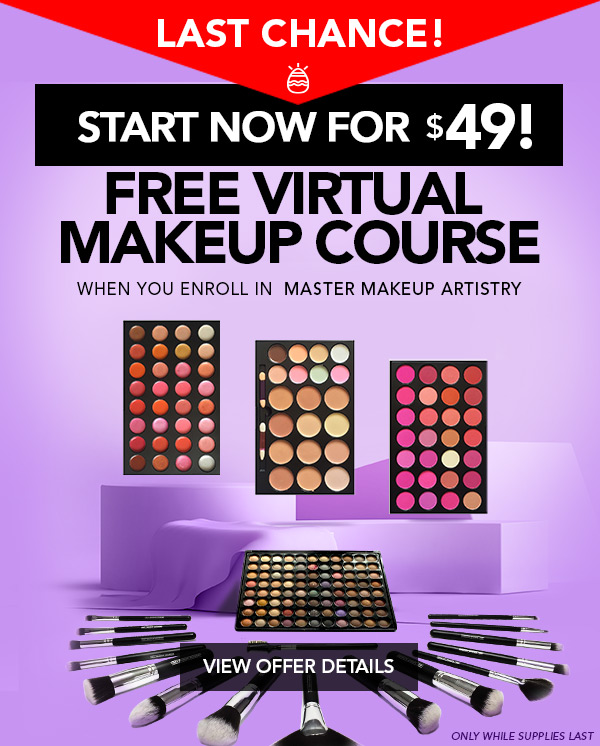 LAST CHANCE!
START NOW FOR $49!
FREE VIRTUAL
MAKEUP COURSE
WHEN YOU ENROLL IN MASTER MAKEUP ARTISTRY
VIEW OFFER DETAILS
ONLY WHILE SUPPLIES LAST